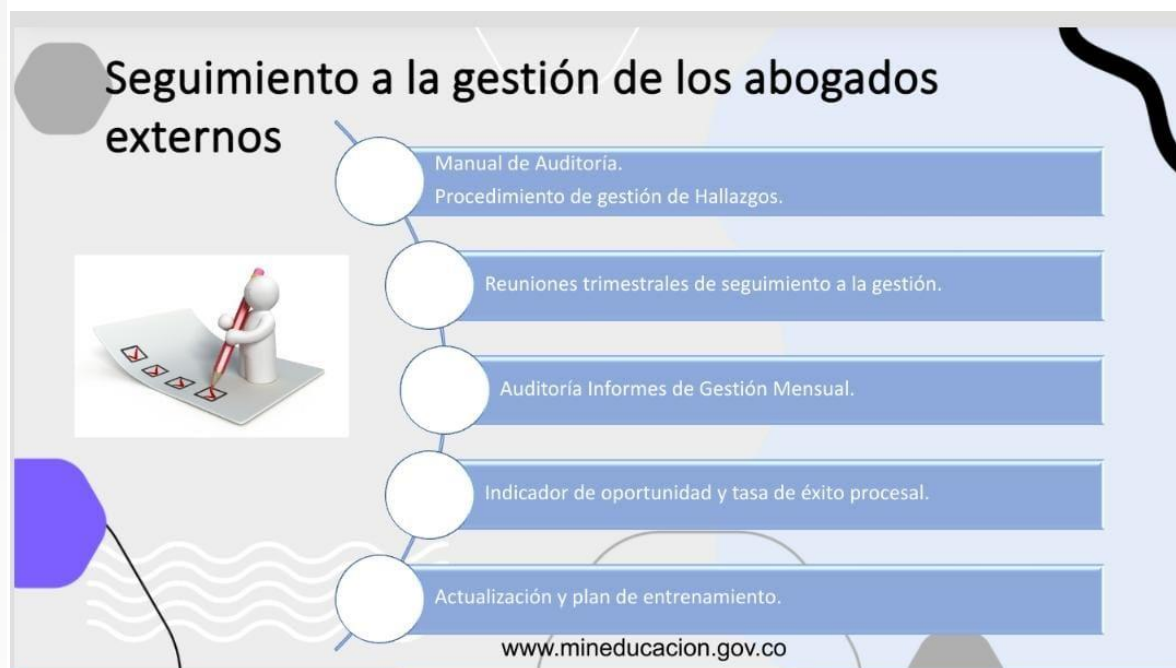 Seguimiento a la gestión de los abogados
externos
Manual de Auditoría.
Procedimiento de gestión de Hallazgos.
Reuniones trimestrales de seguimiento a la gestión.
Auditoría Informes de Gestión Mensual.
Indicador de oportunidad y tasa de éxito procesal.
Actualización y plan de entrenamiento.
www.mineducacion.gov.co